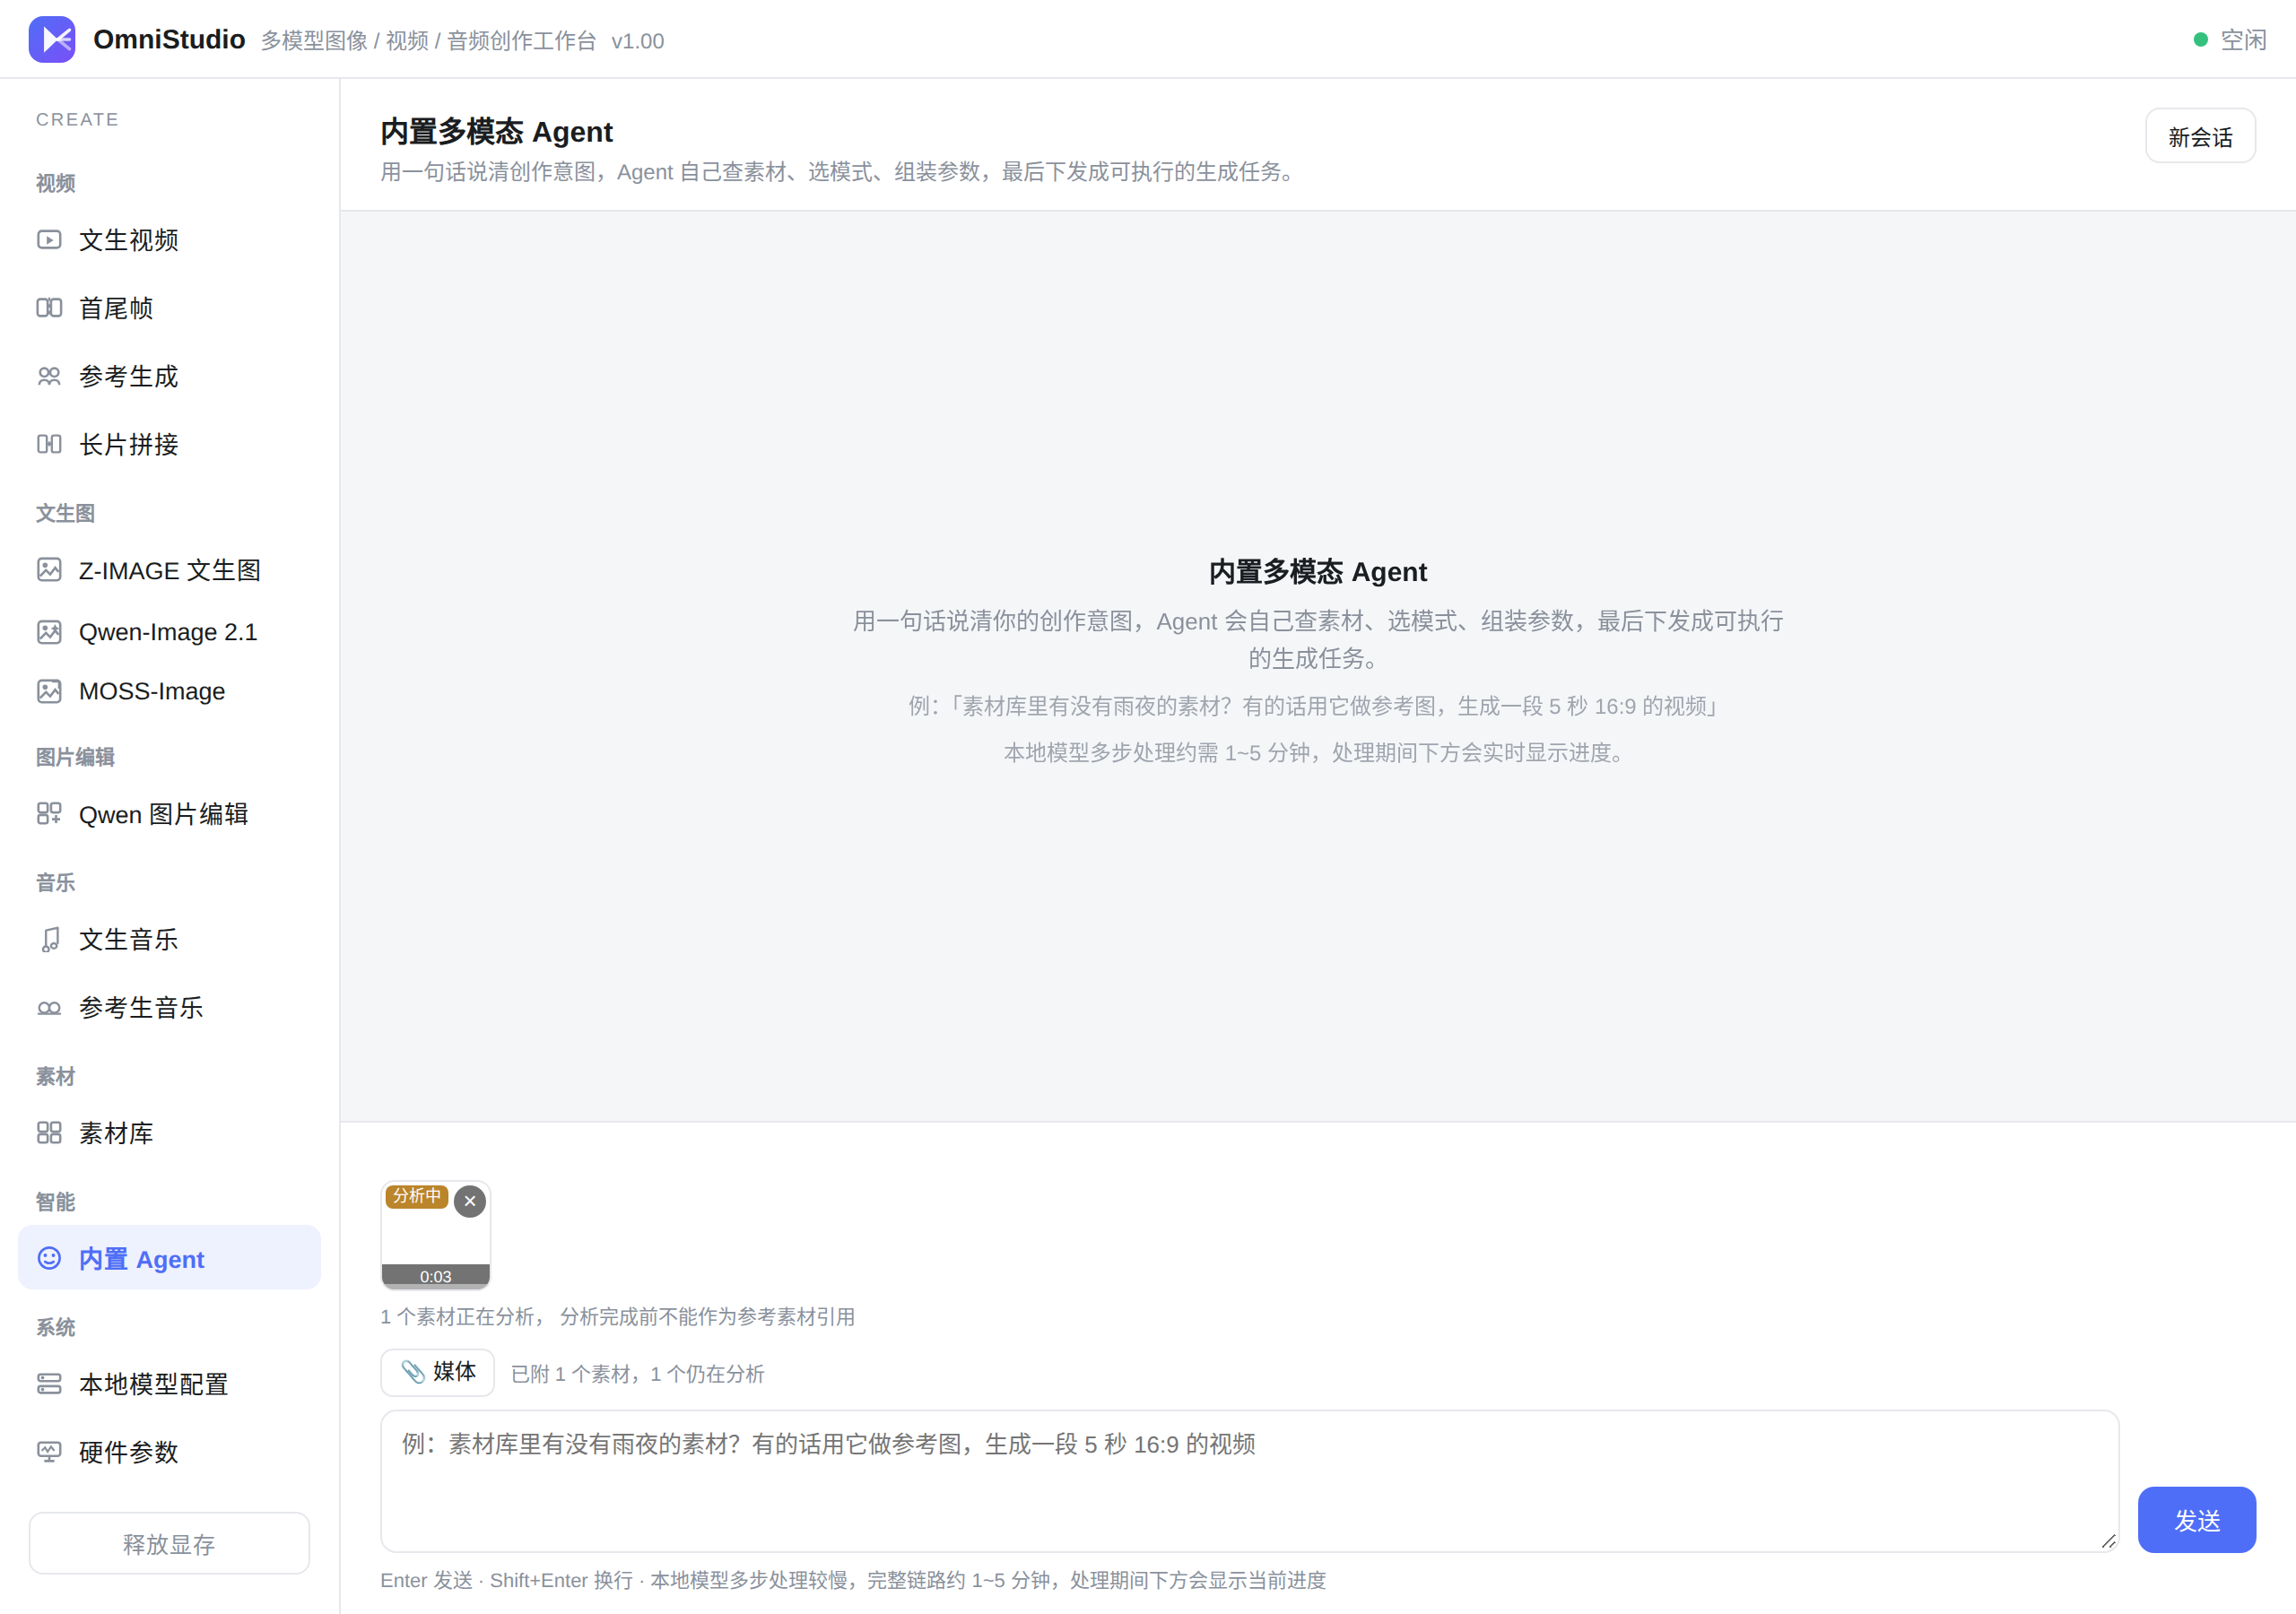 OmniStudio 多模型图像 / 视频 / 音频创作工作台 v1.00
空闲
CREATE
视频
文生视频
首尾帧
参考生成
长片拼接
文生图
Z-IMAGE 文生图
Qwen-Image 2.1
MOSS-Image
图片编辑
Qwen 图片编辑
音乐
文生音乐
参考生音乐
素材
素材库
智能
内置 Agent
系统
本地模型配置
硬件参数
释放显存
内置多模态 Agent
用一句话说清创作意图，Agent 自己查素材、选模式、组装参数，最后下发成可执行的生成任务。
新会话
内置多模态 Agent
用一句话说清你的创作意图，Agent 会自己查素材、选模式、组装参数，最后下发成可执行
的生成任务。
例：「素材库里有没有雨夜的素材？有的话用它做参考图，生成一段 5 秒 16:9 的视频」
本地模型多步处理约需 1~5 分钟，处理期间下方会实时显示进度。
分析中
0:03
1 个素材正在分析， 分析完成前不能作为参考素材引用
媒体
已附 1 个素材，1 个仍在分析
例：素材库里有没有雨夜的素材？有的话用它做参考图，生成一段 5 秒 16:9 的视频
发送
Enter 发送 · Shift+Enter 换行 · 本地模型多步处理较慢，完整链路约 1~5 分钟，处理期间下方会显示当前进度